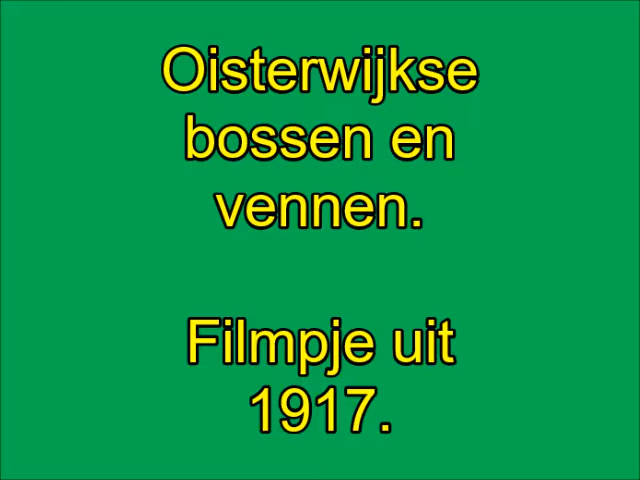 Oisterwijkse
bossen en
vennen.
Filmpje uit
1917.